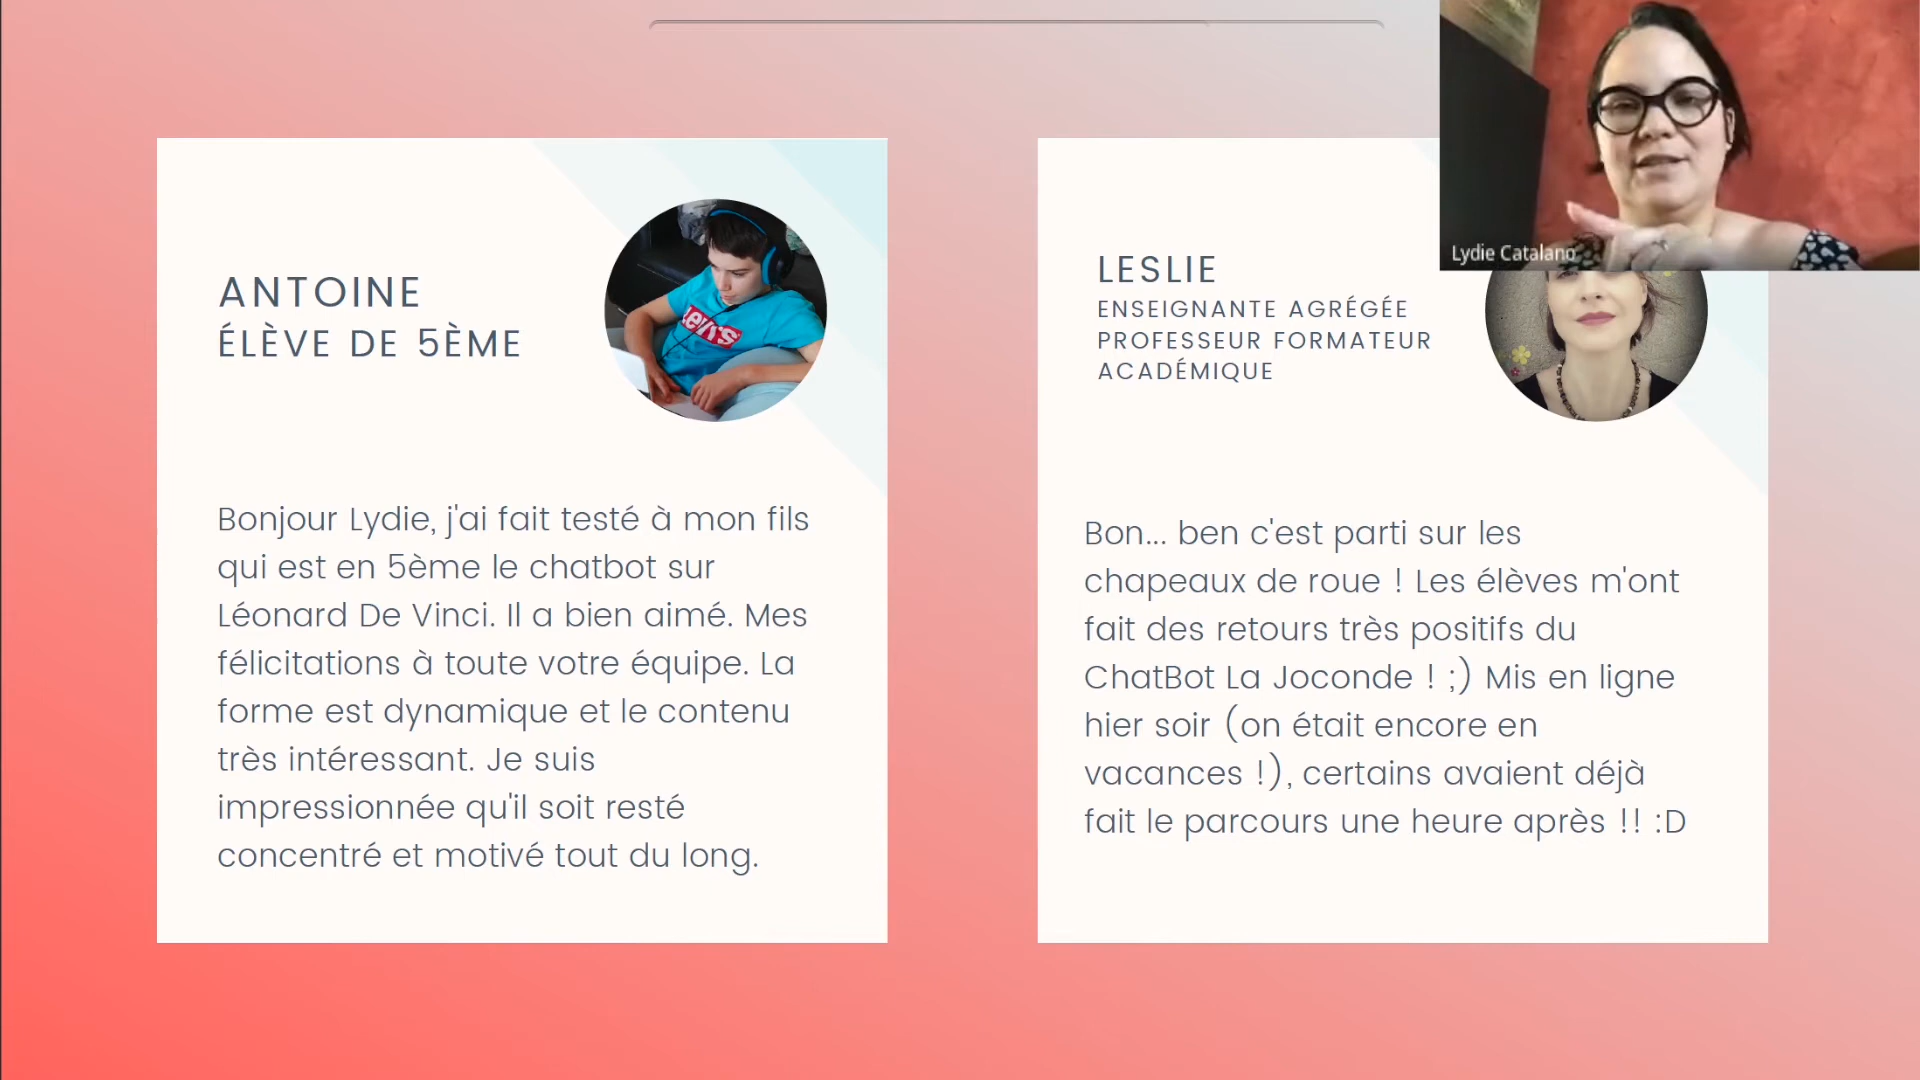 Lydie Catalano
ANTOINE
ÉLÈVE DE 5ÈME
Levi's
Bonjour Lydie, j'ai fait testé à mon fils
qui est en 5ème le chatbot sur
Léonard De Vinci. Il a bien aimé. Mes
félicitations à toute votre équipe. La
forme est dynamique et le contenu
très intéressant. Je suis
impressionnée qu'il soit resté
concentré et motivé tout du long.
LESLIE
ENSEIGNANTE AGRÉGÉE
PROFESSEUR FORMATEUR
ACADÉMIQUE
Bon... ben c'est parti sur les
chapeaux de roue ! Les élèves m'ont
fait des retours très positifs du
ChatBot La Joconde ! ;) Mis en ligne
hier soir (on était encore en
vacances !), certains avaient déjà
fait le parcours une heure après !! :D